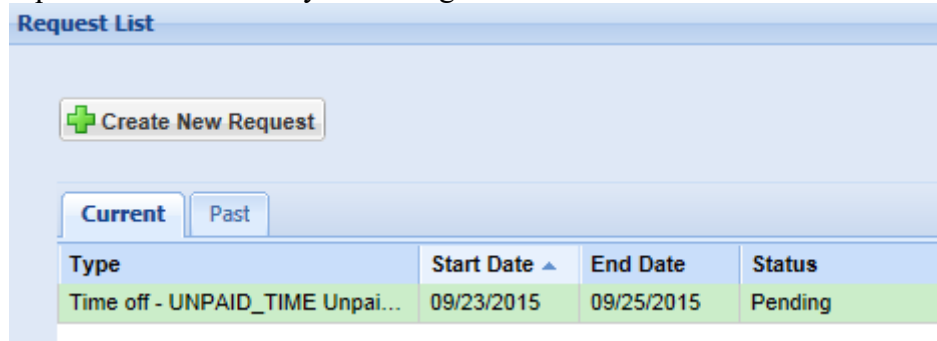 Request List
Create New Request
Current Past
Type Start Date End Date Status
Time off - UNPAID_TIME Unpai... 09/23/2015 09/25/2015 Pending